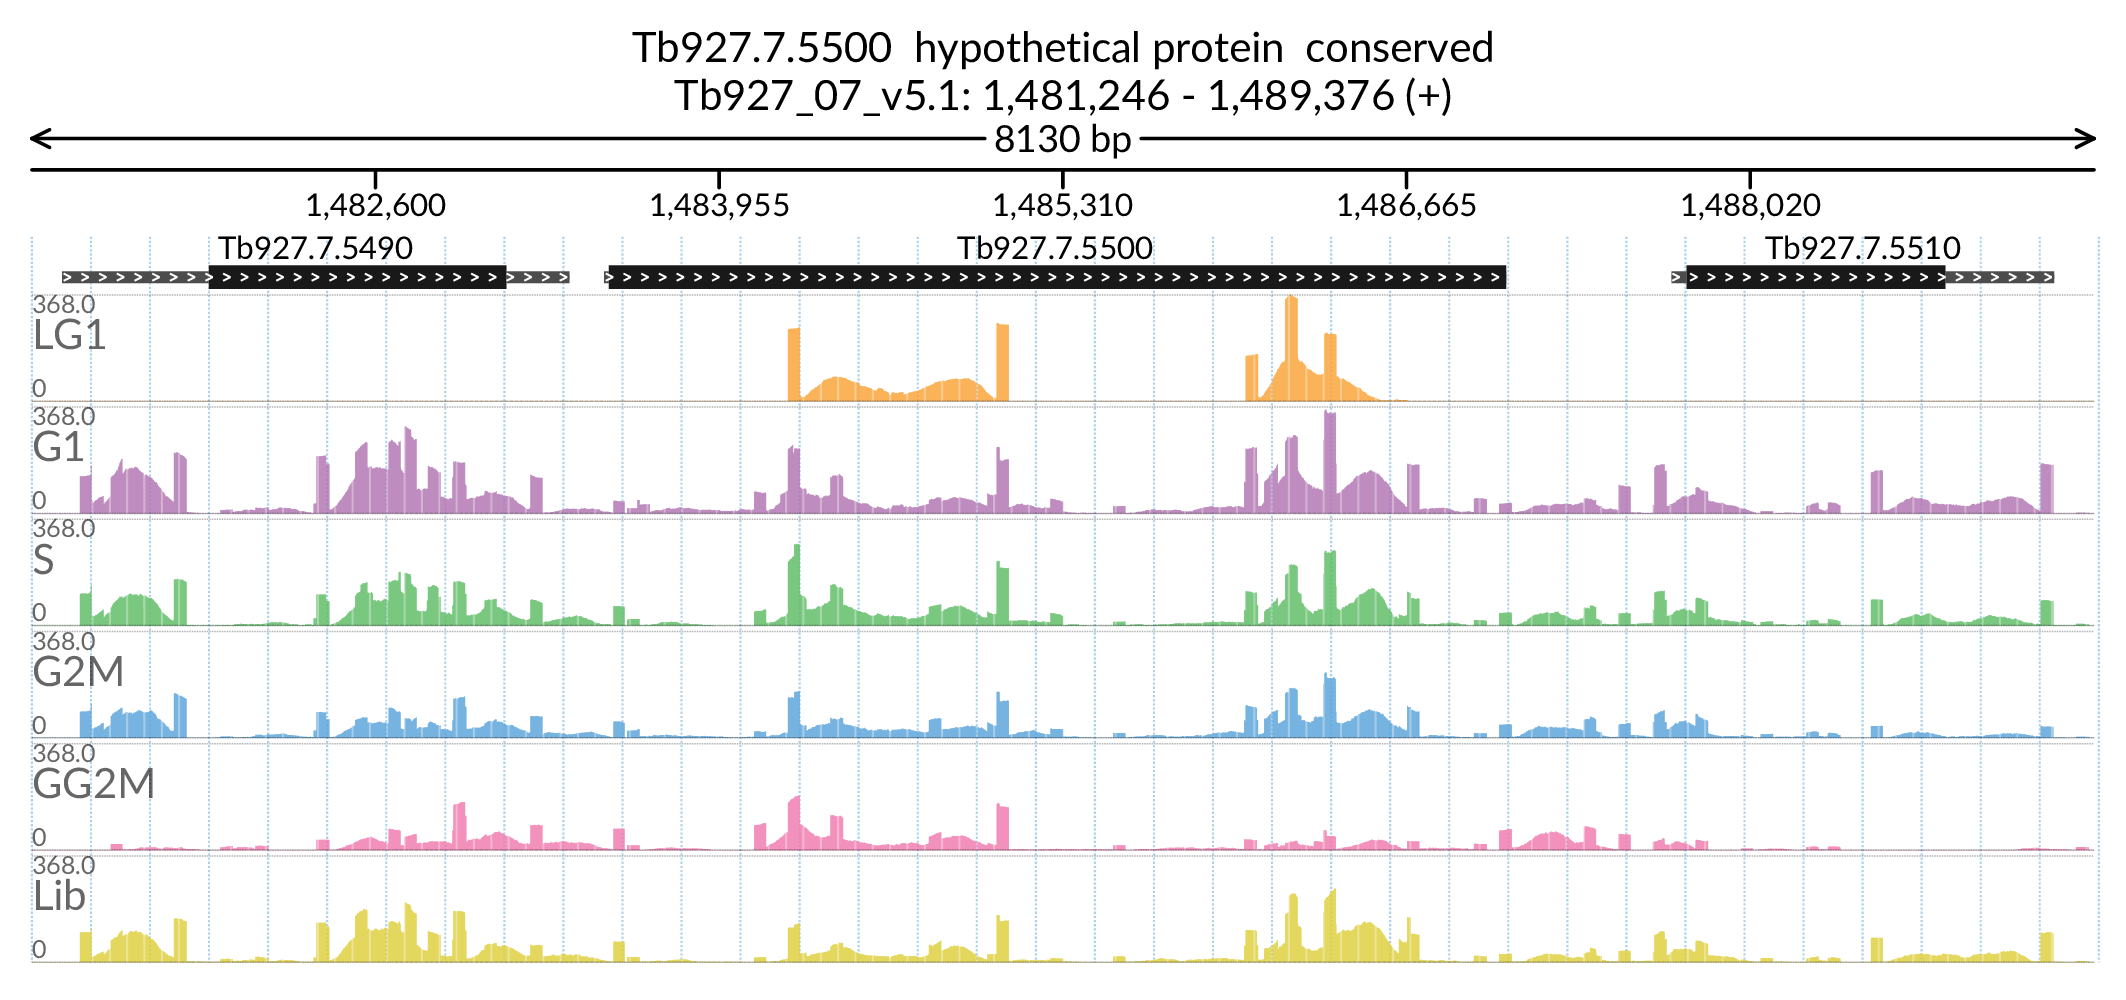 Tb927.7.5500 hypothetical protein conserved
Tb927_07_v5.1: 1,481,246 - 1,489,376 (+)
8130 bp
1,482,600 1,483,955 1,485,310 1,486,665 1,488,020
Tb927.7.5490 Tb927.7.5500 Tb927.7.5510
368.0
LG1
0
368.0
G1
0
368.0
S
0
368.0
G2M
0
368.0
GG2M
0
368.0
Lib
0